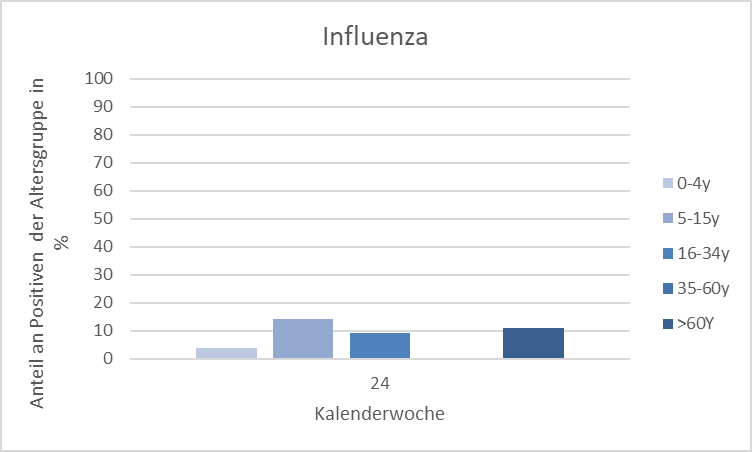 Influenza
Anteil an Positiven der Altersgruppe in
%
100
90
80
70
60
50
40
30
20
10
0
24
Kalenderwoche
0-4y
5-15y
16-34y
35-60y
>60Y